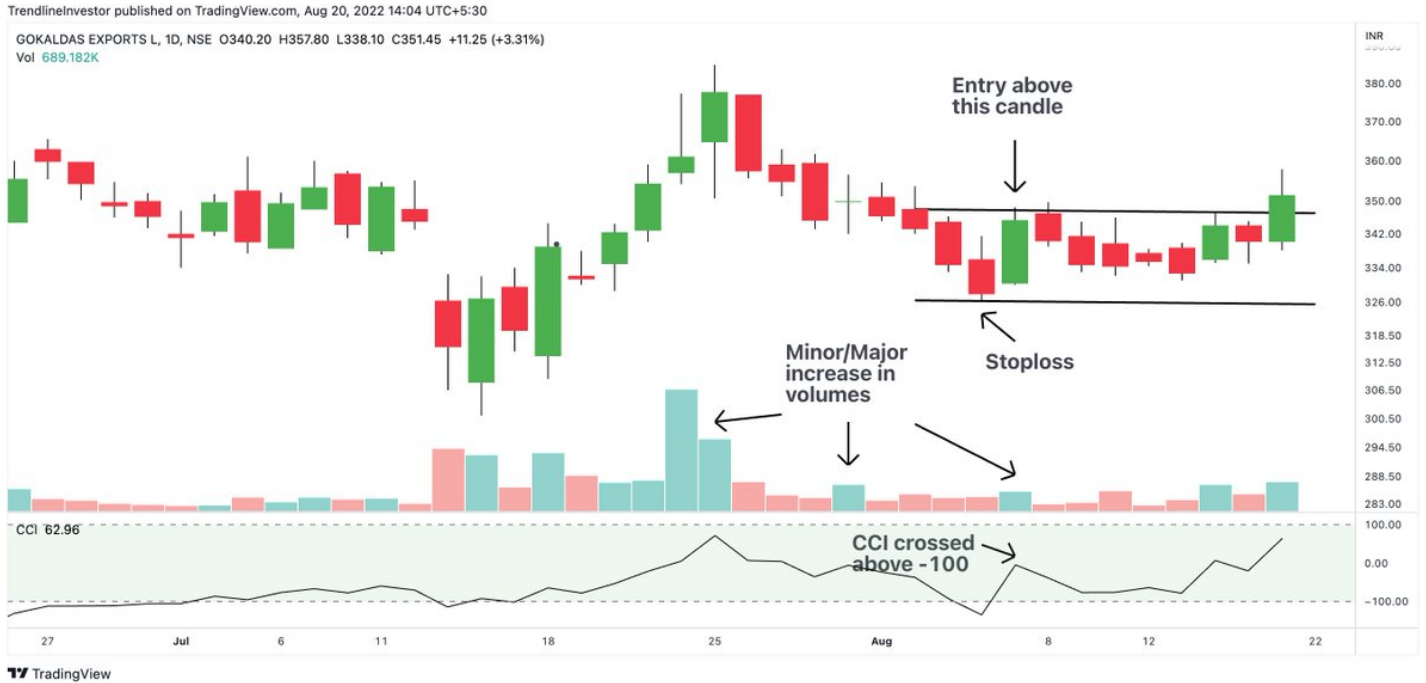 TrendlineInvestor published on TradingView.com, Aug 20, 2022 14:04 UTC+5:30
GOKALDAS EXPORTS L, 1D, NSE O340.20 H357.80 L338.10 C351.45 +11.25 (+3.31%)
Vol 689.182K
INR
380.00
370.00
360.00
350.00
342.00
334.00
326.00
318.50
312.50
306.50
300.50
294.50
288.50
283.00
Entry above
this candle
Stoploss
Minor/Major
increase in
volumes
CCI 62.96
CCI crossed
above -100
100.00
0.00
−100.00
27 Jul 6 11 18 25 Aug 8 12 22
TradingView